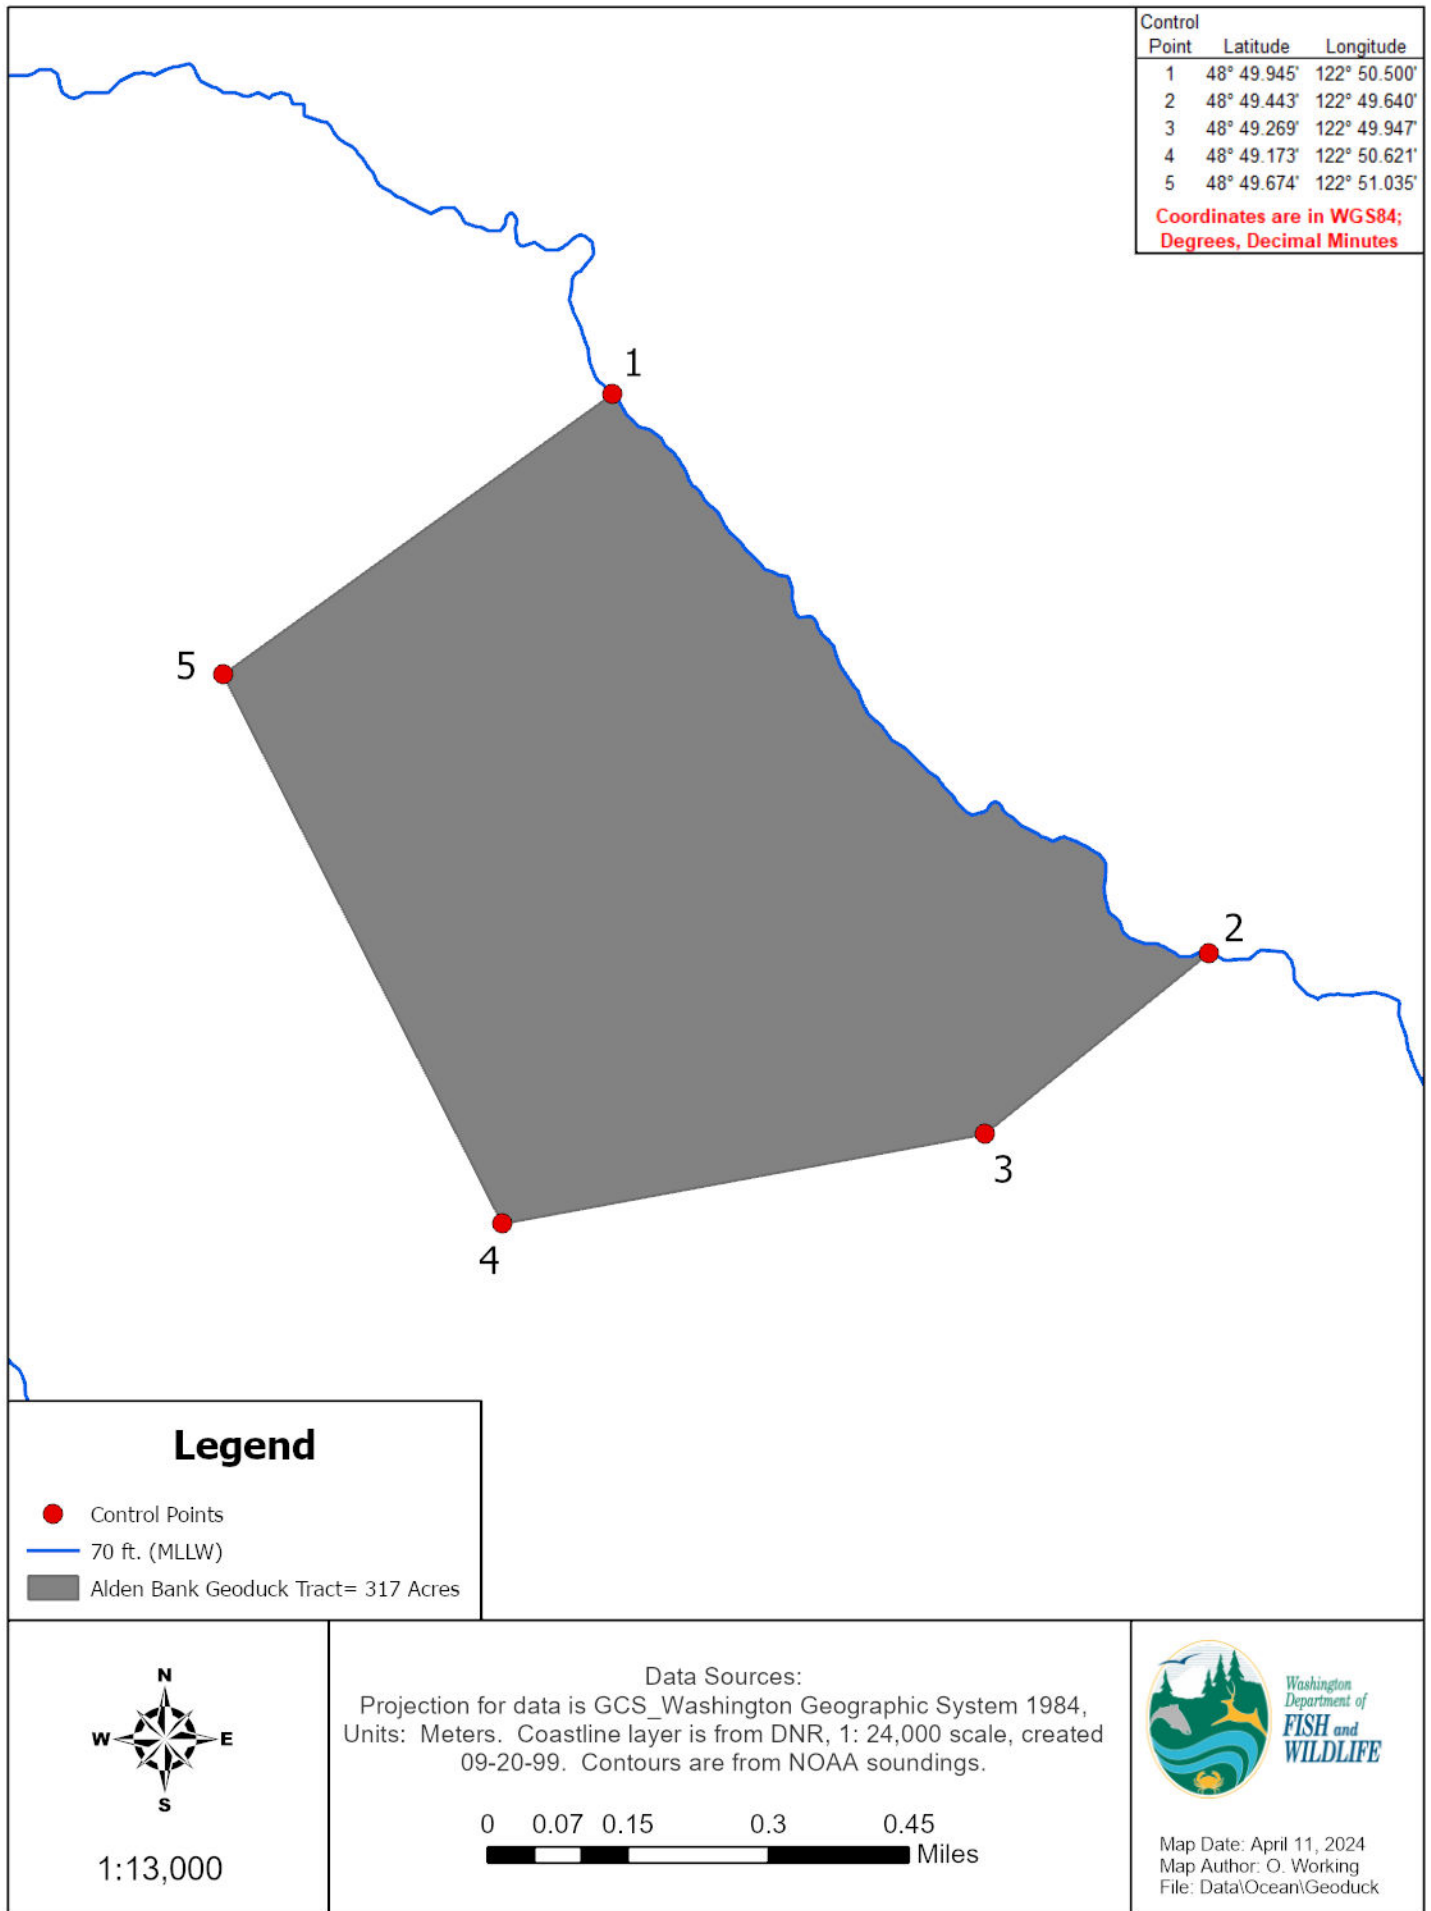 Control
Point Latitude Longitude
1 48° 49.945' 122° 50.500'
2 48° 49.443' 122° 49.640'
3 48° 49.269' 122° 49.947'
4 48° 49.173' 122° 50.621'
5 48° 49.674' 122° 51.035'
Coordinates are in WGS84;
Degrees, Decimal Minutes
1
5
2
3
4
Legend
Control Points
70 ft. (MLLW)
Alden Bank Geoduck Tract= 317 Acres
N
W E
S
1:13,000
Data Sources:
Projection for data is GCS_Washington Geographic System 1984,
Units: Meters. Coastline layer is from DNR, 1: 24,000 scale, created
09-20-99. Contours are from NOAA soundings.
0 0.07 0.15 0.3 0.45
Miles
Washington
Department of
FISH and
WILDLIFE
Map Date: April 11, 2024
Map Author: O. Working
File: Data\Ocean\Geoduck